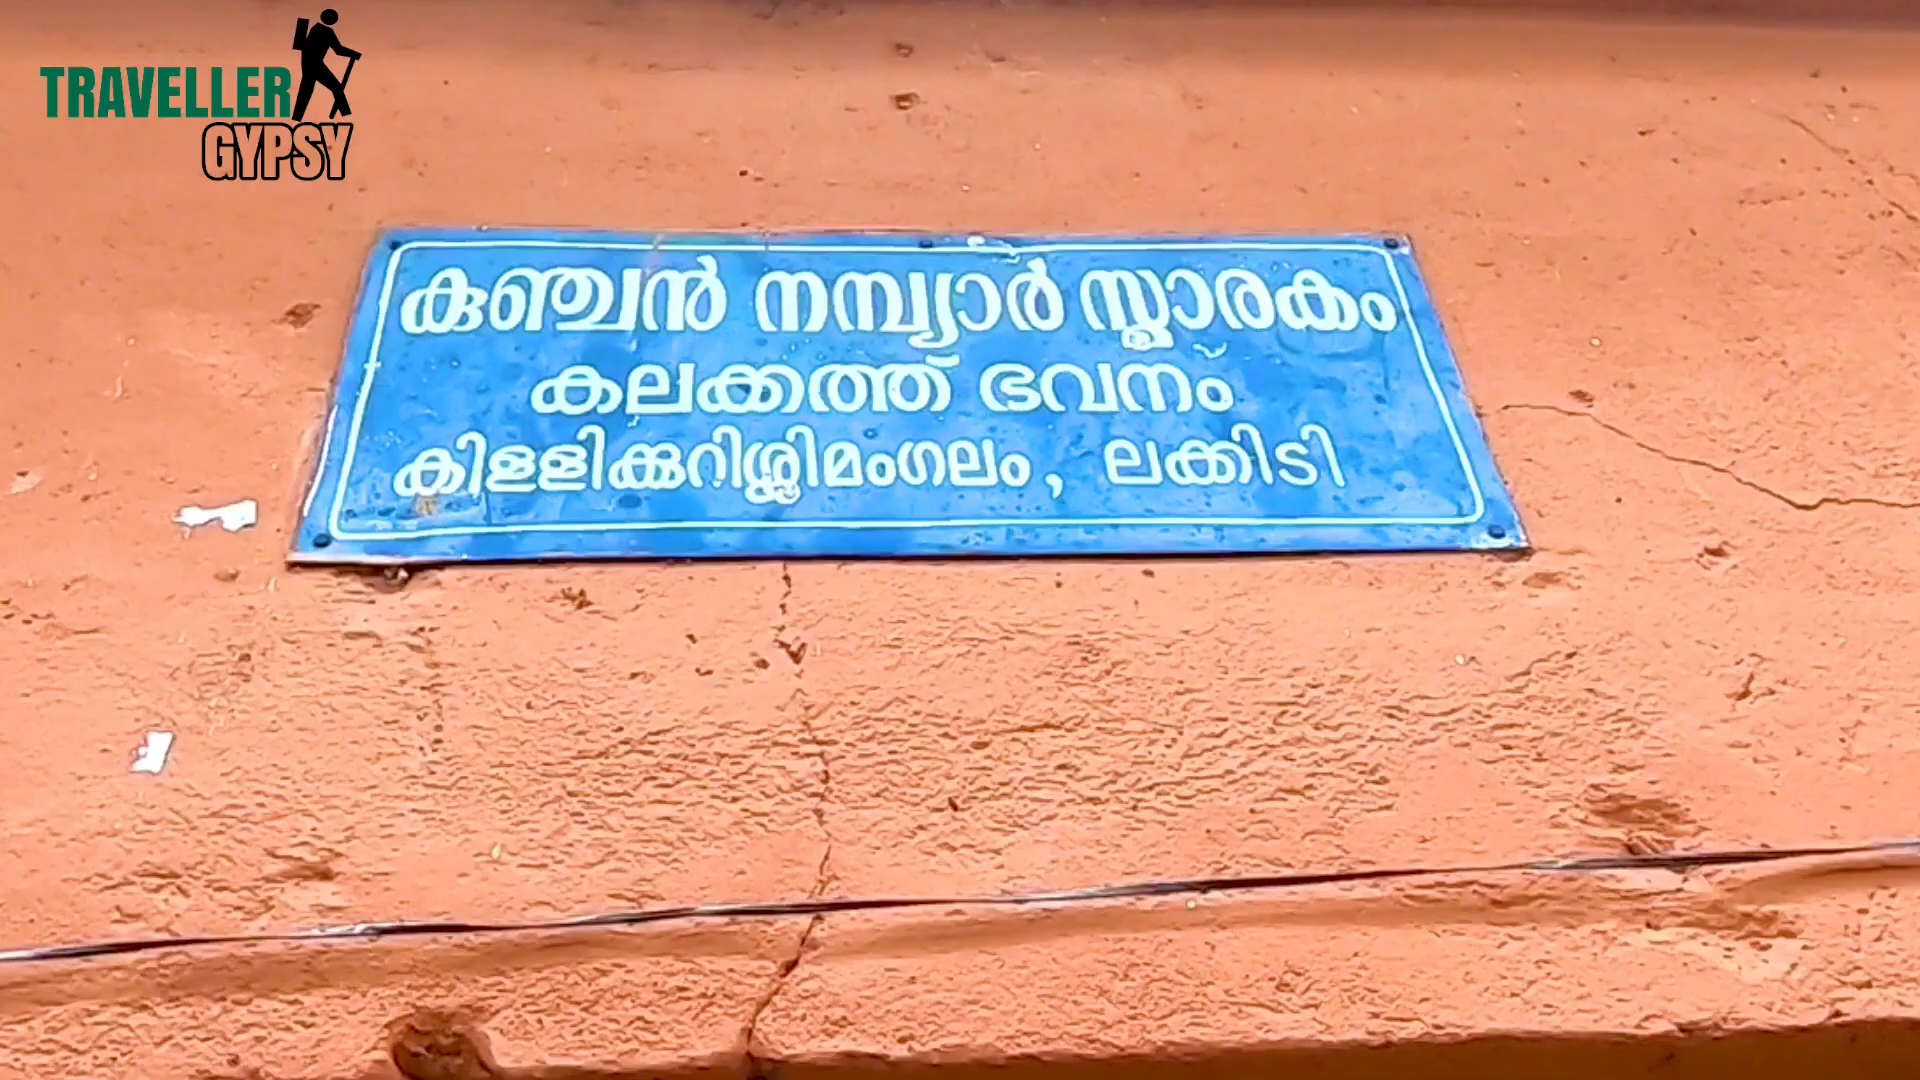 TRAVELLER
GYPSY
കുഞ്ചൻ നമ്പ്യാർ സ്മാരകം
കലക്കത്ത് ഭവനം
കിള്ളിക്കുറിശ്ശിമംഗലം, ലക്കിടി